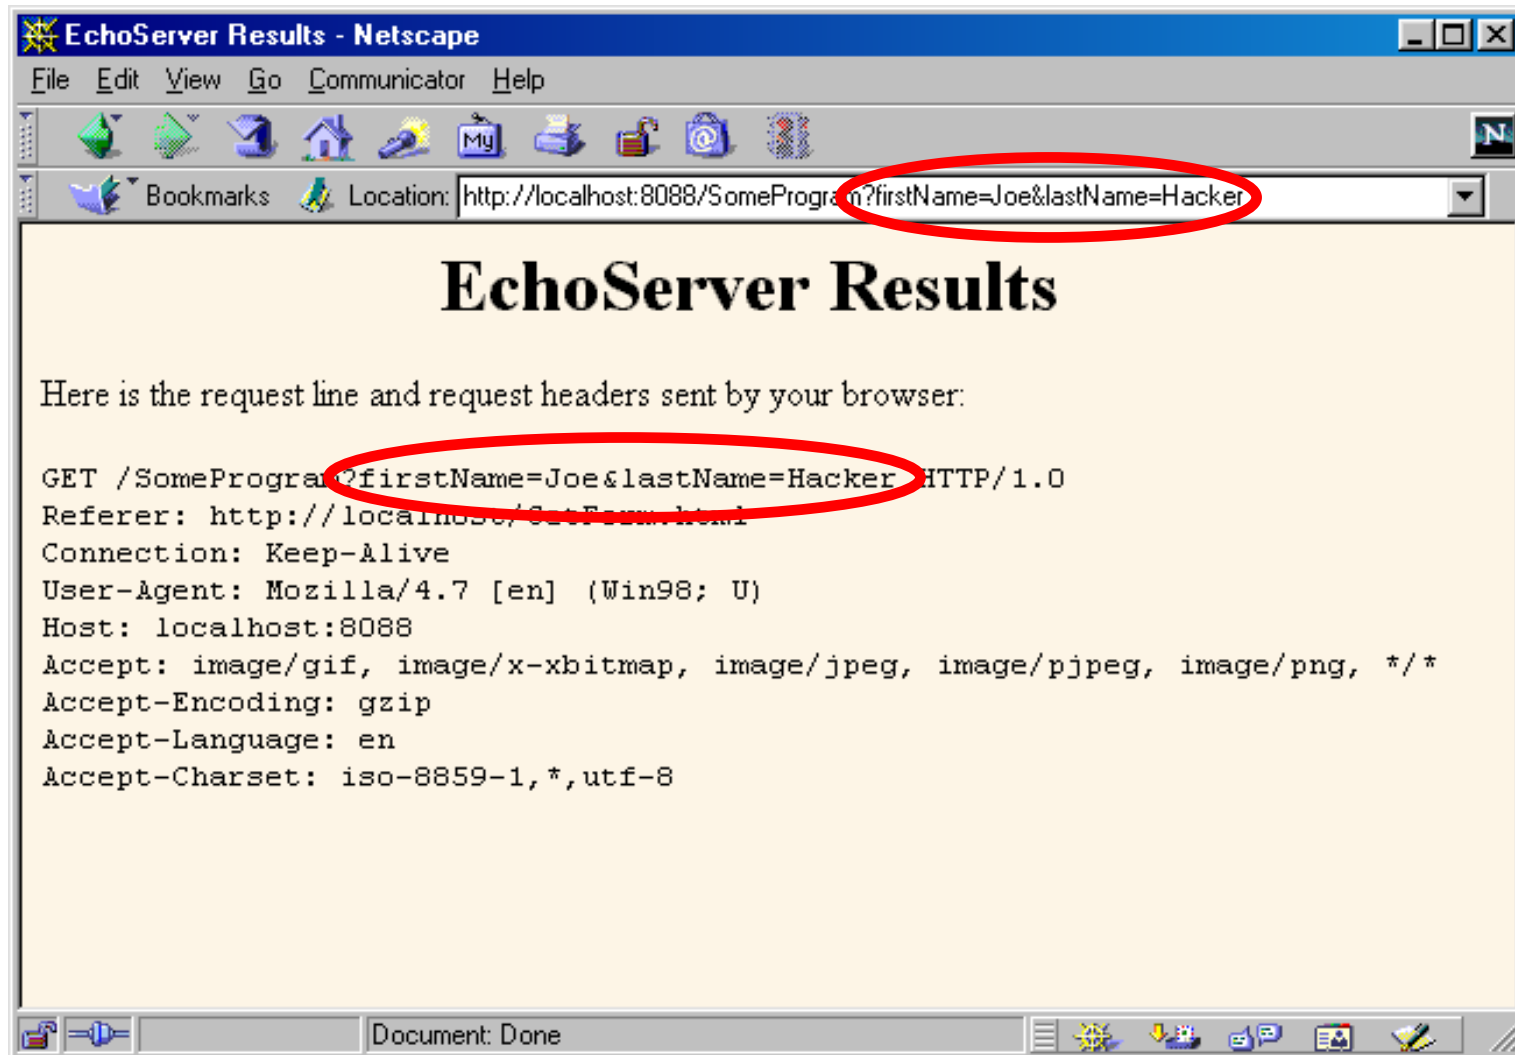 EchoServer Results - Netscape
File Edit View Go Communicator Help
My
N
Bookmarks Location: http://localhost:8088/SomeProgram?firstName=Joe&lastName=Hacker
EchoServer Results
Here is the request line and request headers sent by your browser:
GET /SomeProgram?firstName=Joe&lastName=Hacker HTTP/1.0
Referer: http://localhost/GetForm.html
Connection: Keep-Alive
User-Agent: Mozilla/4.7 [en] (Win98; U)
Host: localhost:8088
Accept: image/gif, image/x-xbitmap, image/jpeg, image/pjpeg, image/png, */*
Accept-Encoding: gzip
Accept-Language: en
Accept-Charset: iso-8859-1,*,utf-8
Document: Done